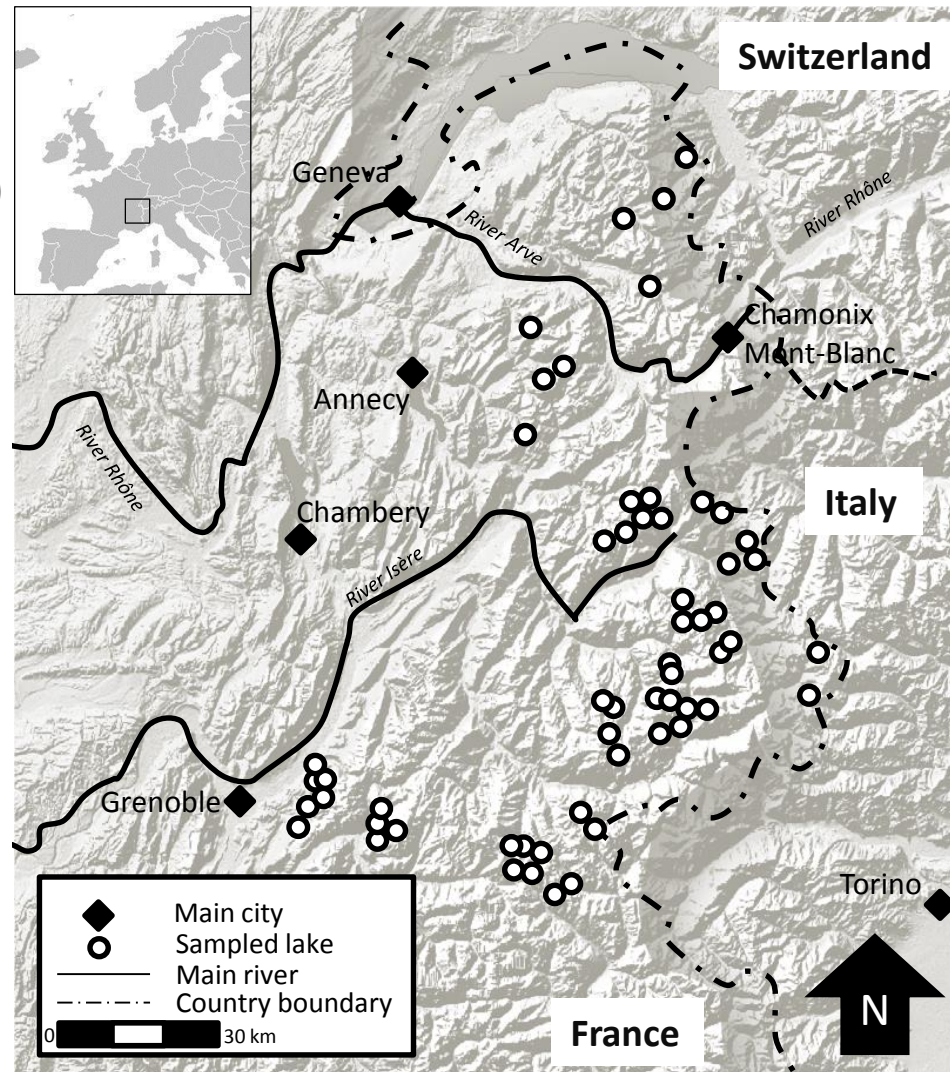 Switzerland
Geneva
River Arve
River Rhône
Chamonix
Mont-Blanc
Annecy
River Rhône
Italy
Chambery
River Isère
Grenoble
Torino
Main city
Sampled lake
Main river
Country boundary
0 30 km
France
N